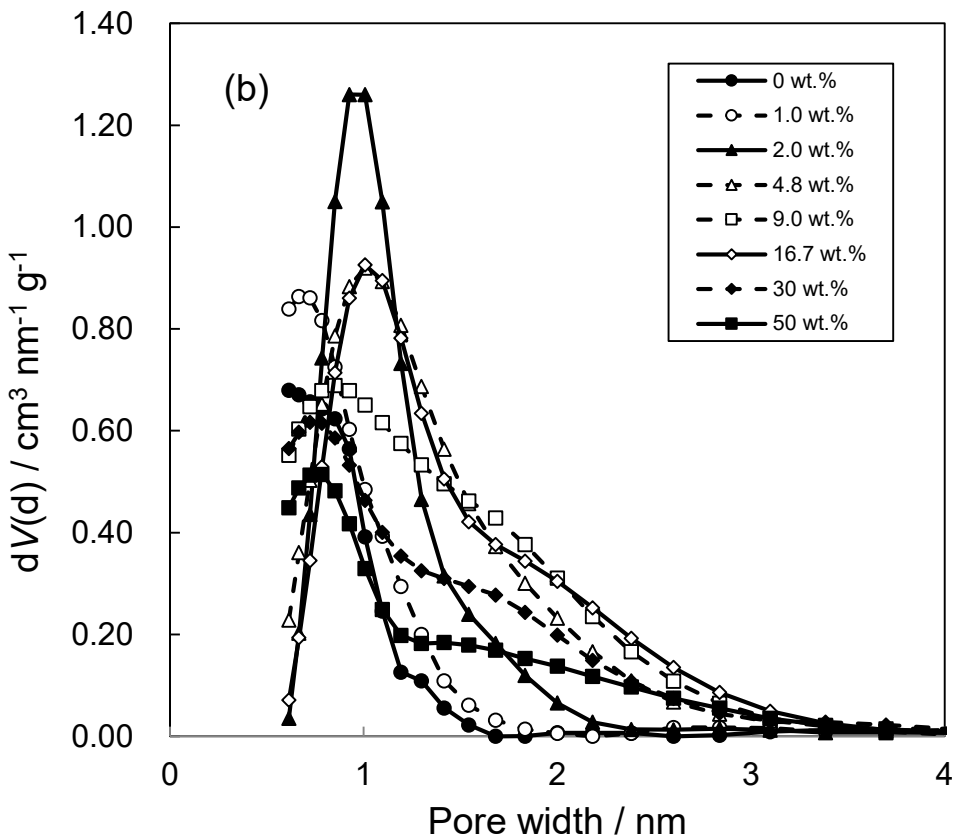 (b)
0 wt.%
1.0 wt.%
2.0 wt.%
4.8 wt.%
9.0 wt.%
16.7 wt.%
30 wt.%
50 wt.%
dV(d) / cm³ nm⁻¹ g⁻¹
1.40
1.20
1.00
0.80
0.60
0.40
0.20
0.00
0 1 2 3 4
Pore width / nm